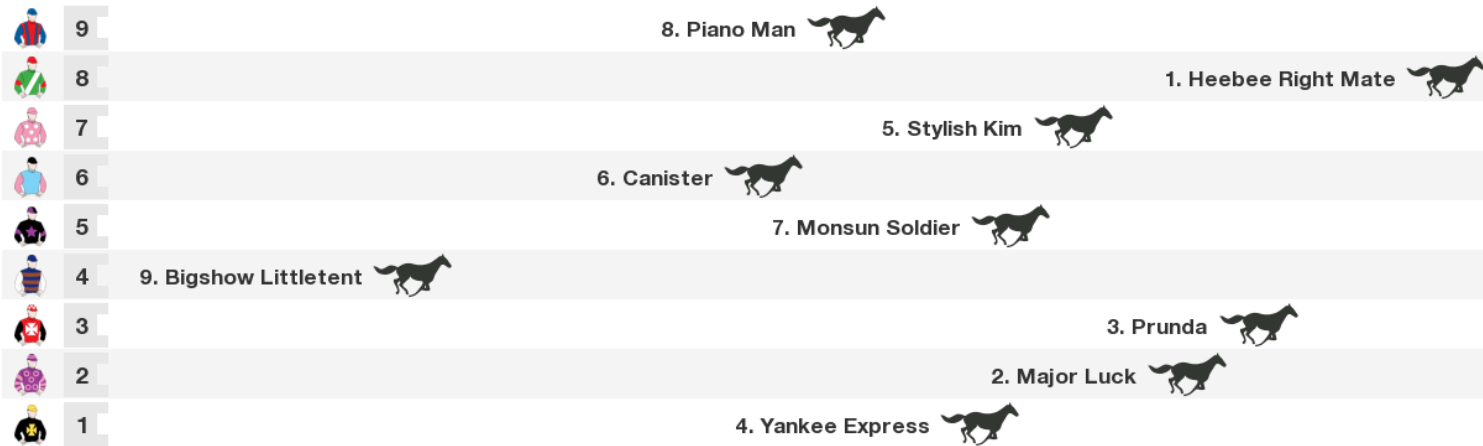 9 8. Piano Man
8 1. Heebee Right Mate
7 5. Stylish Kim
6 6. Canister
5 7. Monsun Soldier
4 9. Bigshow Littletent
3 3. Prunda
2 2. Major Luck
1 4. Yankee Express